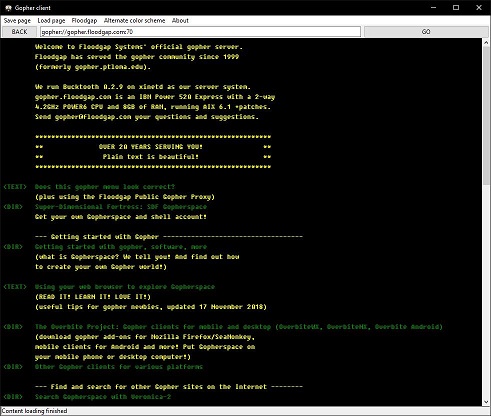 Gopher client
Save page Load page Floodgap Alternate color scheme About
BACK gopher://gopher.floodgap.com:70 GO
Welcome to Floodgap Systems' official gopher server.
Floodgap has served the gopher community since 1999
(formerly gopher.ptloma.edu).
We run Bucktooth 0.2.9 on xinetd as our server system.
gopher.floodgap.com is an IBM Power 520 Express with a 2-way
4.2GHz POWER6 CPU and 8GB of RAM, running AIX 6.1 +patches.
Send gopher@floodgap.com your questions and suggestions.
***********************************************************
** OVER 20 YEARS SERVING YOU! **
** Plain text is beautiful! **
***********************************************************
(TEXT) Does this gopher menu look correct?
(plus using the Floodgap Public Gopher Proxy)
(DIR) Super-Dimensional Fortress: SDF Gopherspace
Get your own Gopherspace and shell account!
--- Getting started with Gopher --------------------------------
(DIR) Getting started with gopher, software, more
(what is Gopherspace? We tell you! And find out how
to create your own Gopher world!)
(TEXT) Using your web browser to explore Gopherspace
(READ IT! LEARN IT! LOVE IT!)
(useful tips for gopher newbies, updated 17 November 2018)
(DIR) The Overbite Project: Gopher clients for mobile and desktop (OverbiteWX, OverbiteNX, Overbite Android)
(download gopher add-ons for Mozilla Firefox/SeaMonkey,
mobile clients for Android and more! Put Gopherspace on
your mobile phone or desktop computer!)
(DIR) Other Gopher clients for various platforms
--- Find and search for other Gopher sites on the Internet --------
(DIR) Search Gopherspace with Veronica-2
Content loading finished